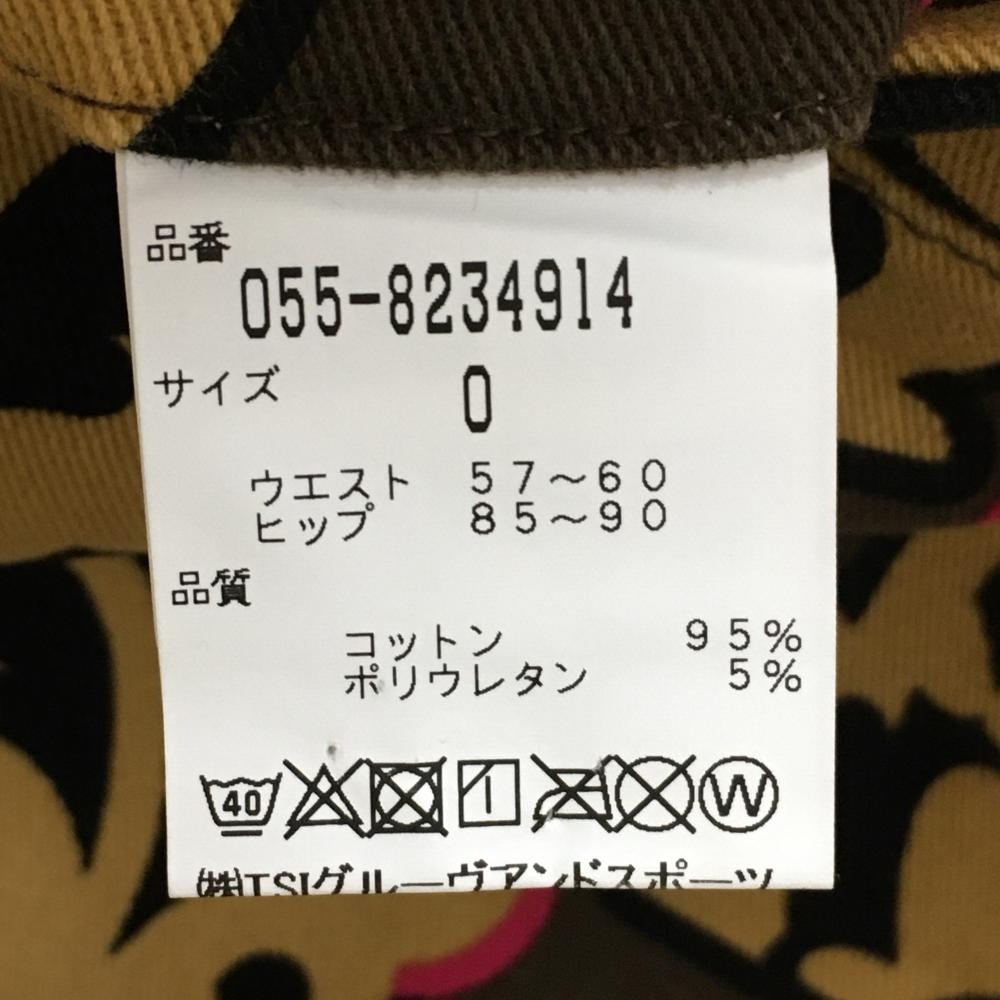 品番
055-8234914
サイズ 0
ウエスト 57～60
ヒップ 85～90
品質
コットン 95%
ポリウレタン 5%
40 W
㈱TSIグルーヴアンドスポーツ